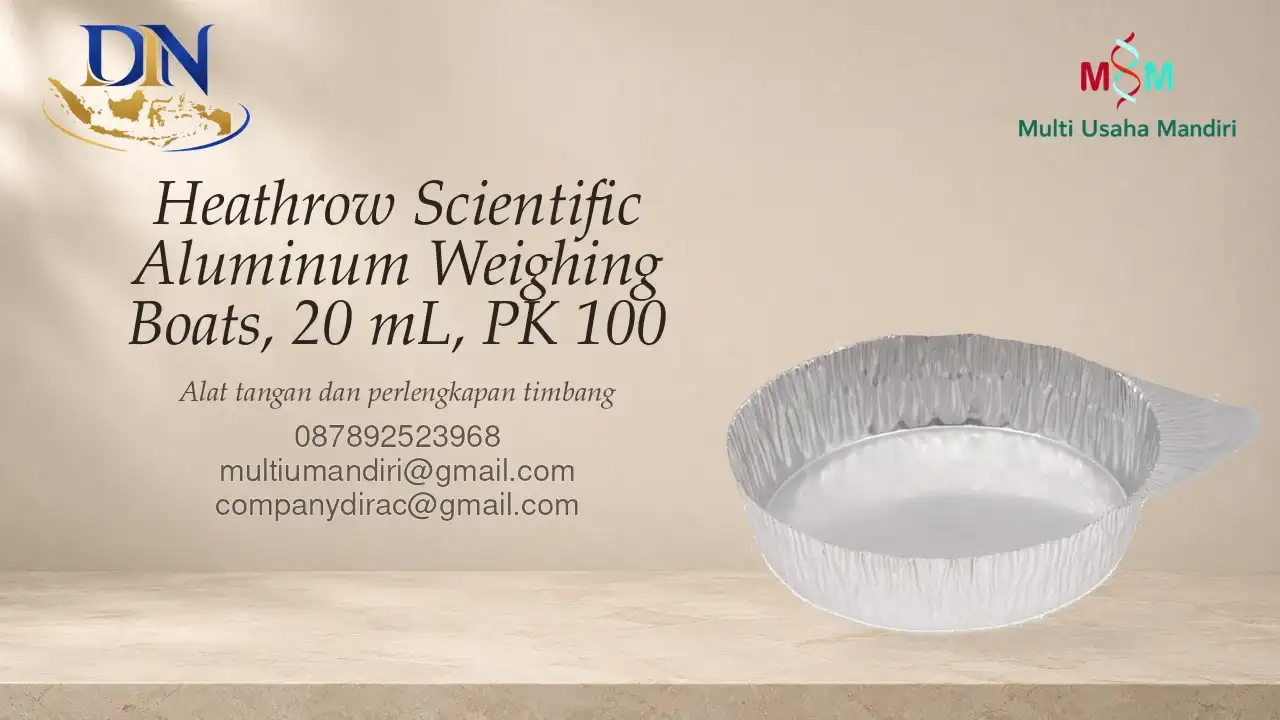 DN
MSM
Multi Usaha Mandiri
Heathrow Scientific
Aluminum Weighing
Boats, 20 mL, PK 100
Alat tangan dan perlengkapan timbang
087892523968
multiumandiri@gmail.com
companydirac@gmail.com